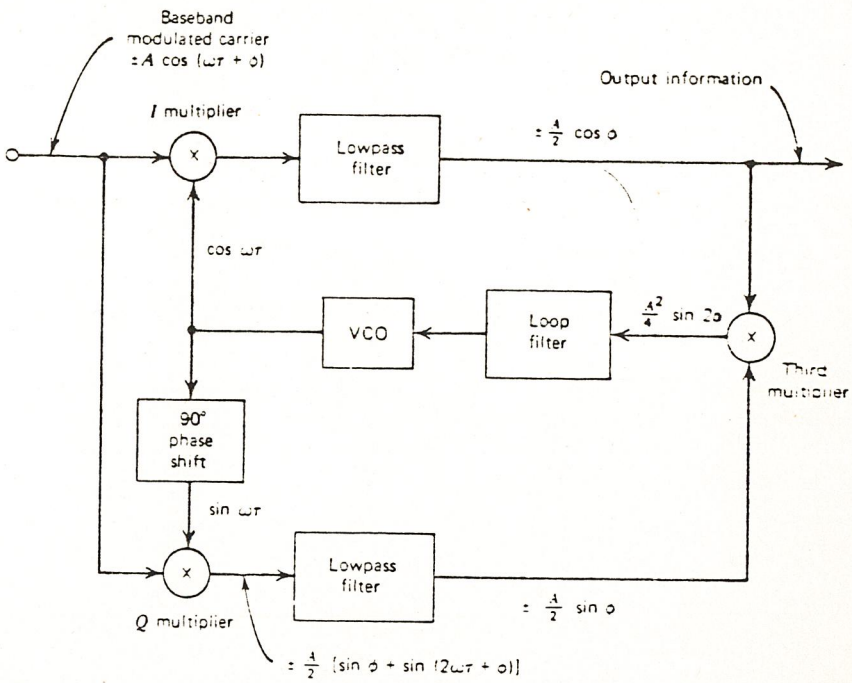 Baseband
modulated carrier
±A cos (ωτ + φ)
Output information
I multiplier
×
Lowpass
filter
± A/2 cos φ
cos ωτ
VCO
Loop
filter
A²/4 sin 2φ
×
Third
multiplier
90°
phase
shift
sin ωτ
×
Lowpass
filter
± A/2 sin φ
Q multiplier
± A/2 [sin φ + sin (2ωτ + φ)]